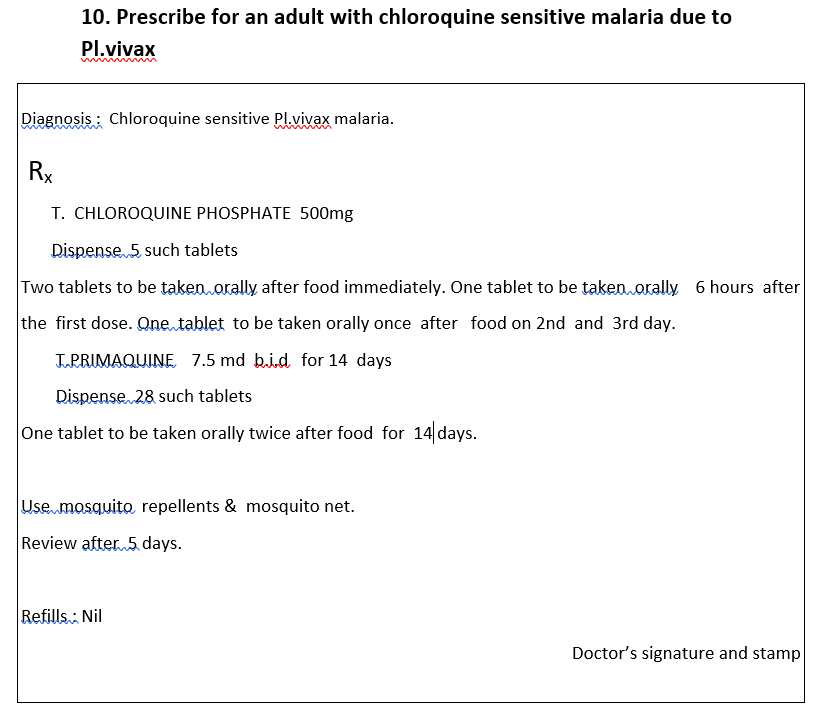 10. Prescribe for an adult with chloroquine sensitive malaria due to
Pl.vivax
Diagnosis : Chloroquine sensitive Pl.vivax malaria.
Rx
T. CHLOROQUINE PHOSPHATE 500mg
Dispense 5 such tablets
Two tablets to be taken orally after food immediately. One tablet to be taken orally 6 hours after
the first dose. One tablet to be taken orally once after food on 2nd and 3rd day.
T.PRIMAQUINE 7.5 md b.i.d for 14 days
Dispense 28 such tablets
One tablet to be taken orally twice after food for 14 days.
Use mosquito repellents & mosquito net.
Review after 5 days.
Refills : Nil
Doctor’s signature and stamp